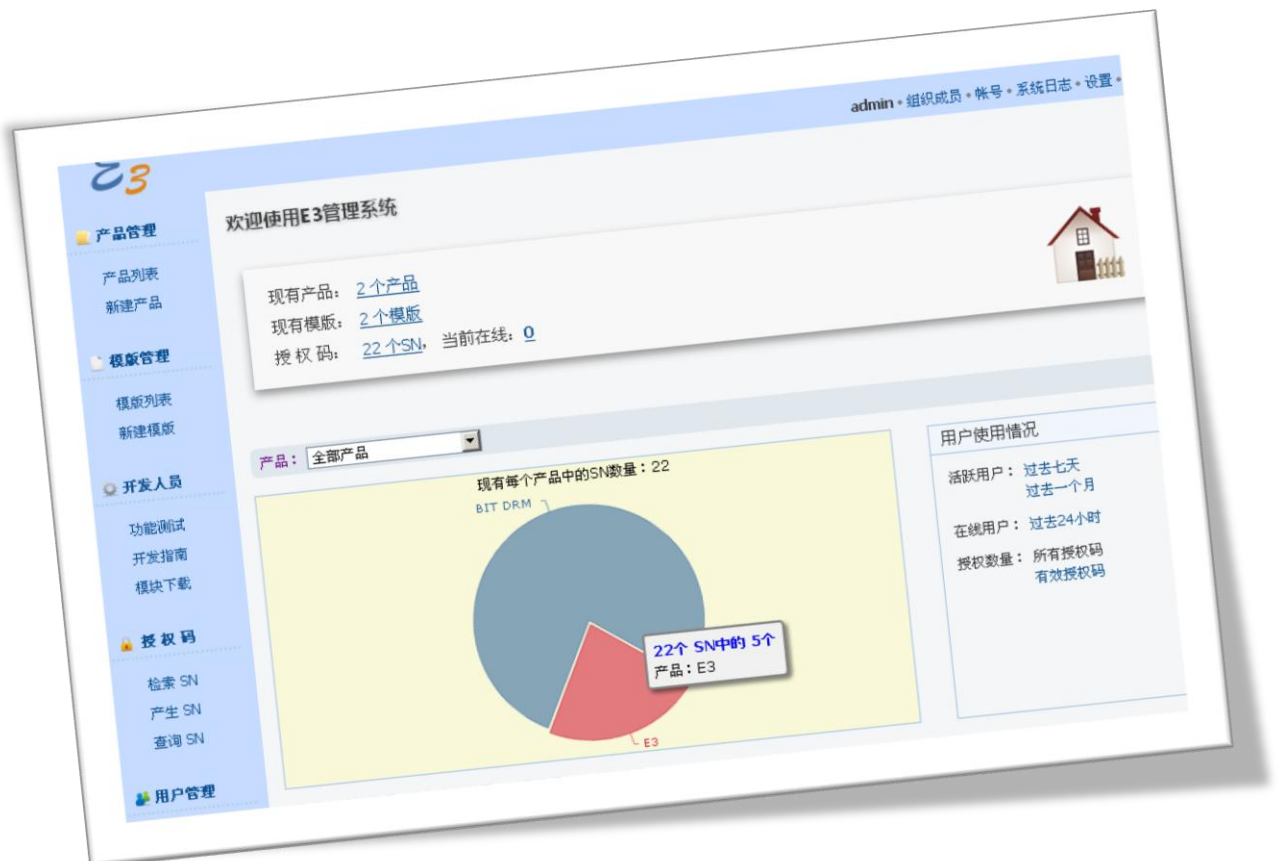 admin • 组织成员 • 帐号 • 系统日志 • 设置 •
E3
欢迎使用E3管理系统
现有产品: 2 个产品
现有模版: 2 个模版
授 权 码: 22 个SN, 当前在线: 0
产品管理
产品列表
新建产品
模版管理
模版列表
新建模版
开发人员
功能测试
开发指南
模块下载
授 权 码
检索 SN
产生 SN
查询 SN
用户管理
产品: 全部产品
现有每个产品中的SN数量:22
BIT DRM
22个 SN中的 5个
产品:E3
E3
用户使用情况
活跃用户: 过去七天
过去一个月
在线用户: 过去24小时
授权数量: 所有授权码
有效授权码